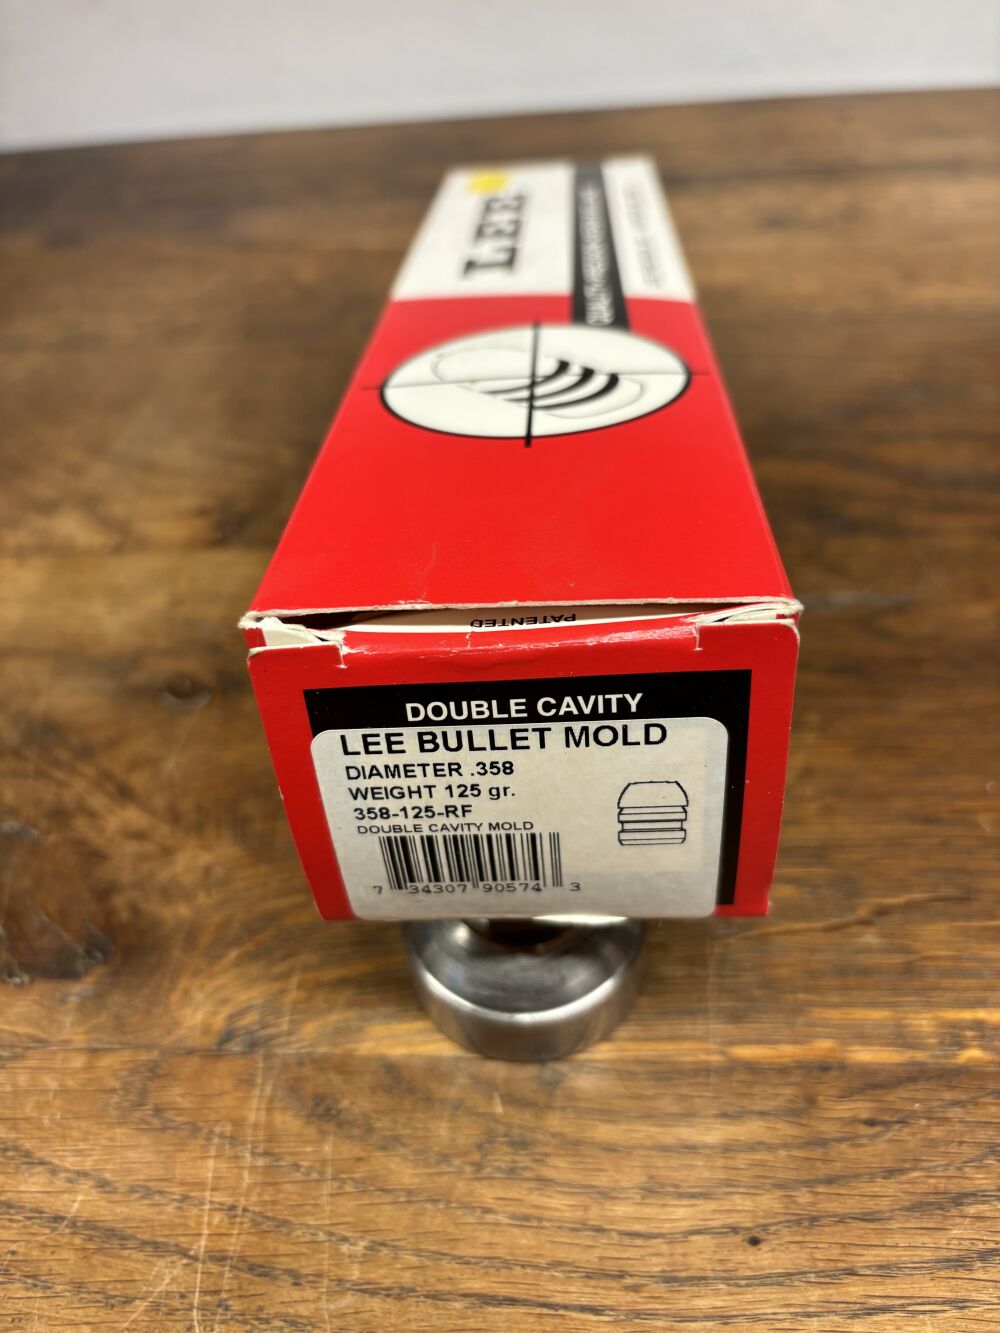 LEE
PATENTED
DOUBLE CAVITY
LEE BULLET MOLD
DIAMETER .358
WEIGHT 125 gr.
358-125-RF
DOUBLE CAVITY MOLD
7 34307 90574 3